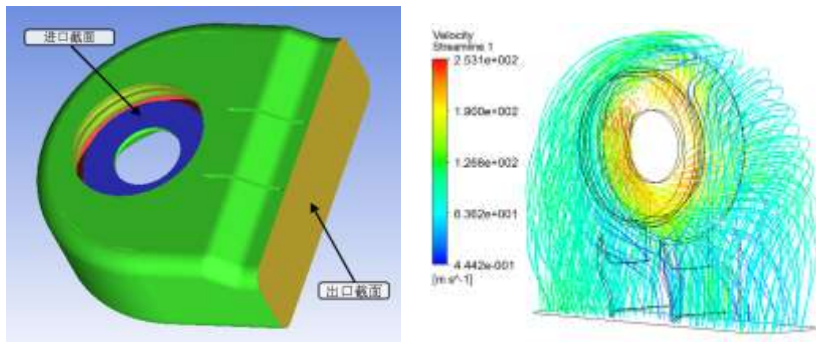 进口截面
出口截面
Velocity
Streamline 1
2.531e+002
1.900e+002
1.268e+002
6.362e+001
4.442e-001
[m s^-1]